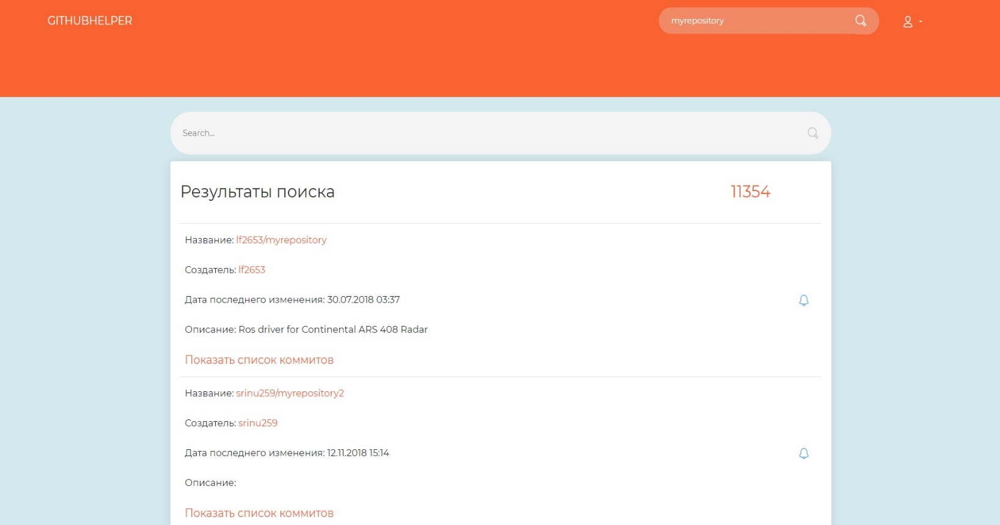 GITHUBHELPER
myrepository
Search...
Результаты поиска 11354
Название: lf2653/myrepository
Создатель: lf2653
Дата последнего изменения: 30.07.2018 03:37
Описание: Ros driver for Continental ARS 408 Radar
Показать список коммитов
Название: srinu259/myrepository2
Создатель: srinu259
Дата последнего изменения: 12.11.2018 15:14
Описание:
Показать список коммитов